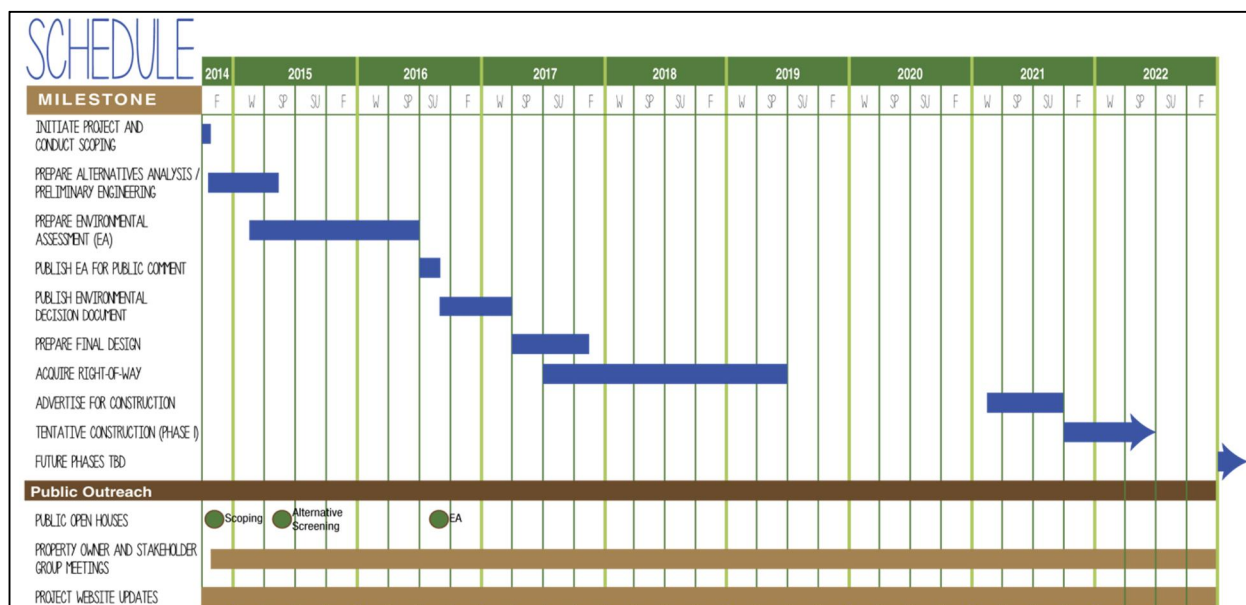 SCHEDULE
2014 2015 2016 2017 2018 2019 2020 2021 2022
MILESTONE F W SP SU F W SP SU F W SP SU F W SP SU F W SP SU F W SP SU F W SP SU F W SP SU F
INITIATE PROJECT AND
CONDUCT SCOPING
PREPARE ALTERNATIVES ANALYSIS /
PRELIMINARY ENGINEERING
PREPARE ENVIRONMENTAL
ASSESSMENT (EA)
PUBLISH EA FOR PUBLIC COMMENT
PUBLISH ENVIRONMENTAL
DECISION DOCUMENT
PREPARE FINAL DESIGN
ACQUIRE RIGHT-OF-WAY
ADVERTISE FOR CONSTRUCTION
TENTATIVE CONSTRUCTION (PHASE I)
FUTURE PHASES TBD
Public Outreach
PUBLIC OPEN HOUSES Scoping Alternative Screening EA
PROPERTY OWNER AND STAKEHOLDER
GROUP MEETINGS
PROJECT WEBSITE UPDATES